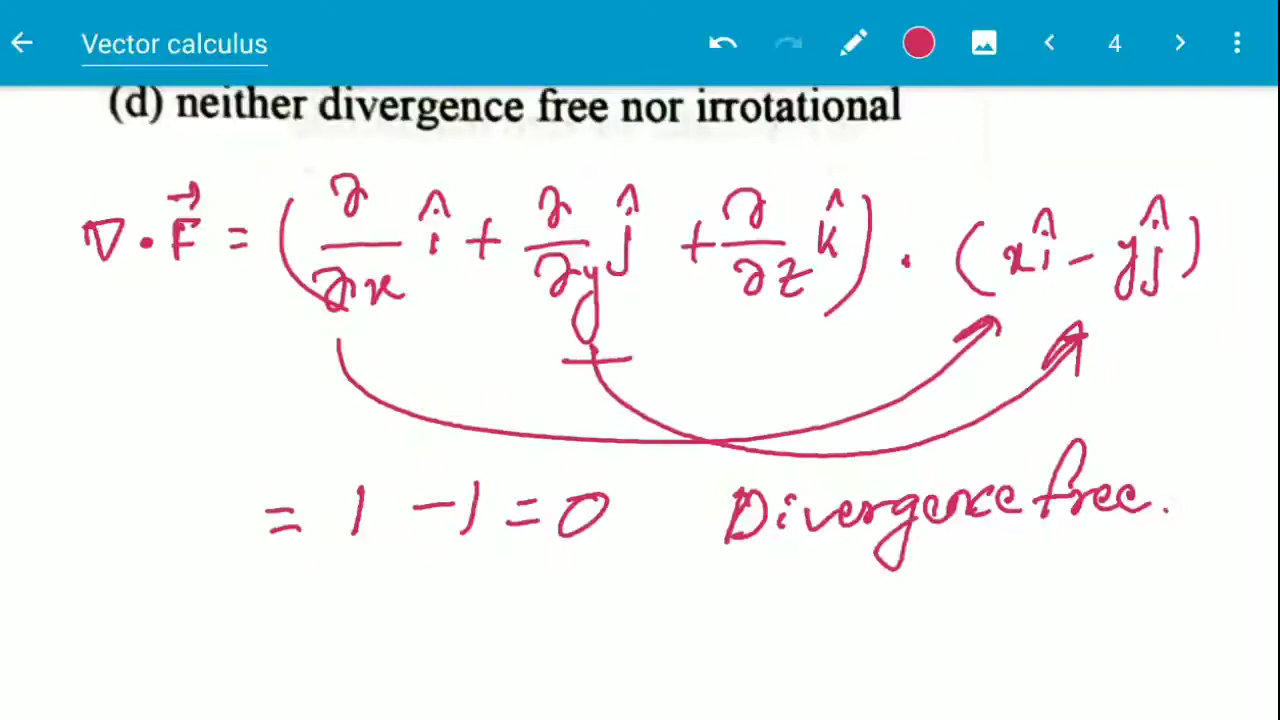 Vector calculus
4
(d) neither divergence free nor irrotational
∇ · F⃗ = (∂/∂x î + ∂/∂y ĵ + ∂/∂z k̂) · (xî - yĵ)
= 1 - 1 = 0 Divergence free.